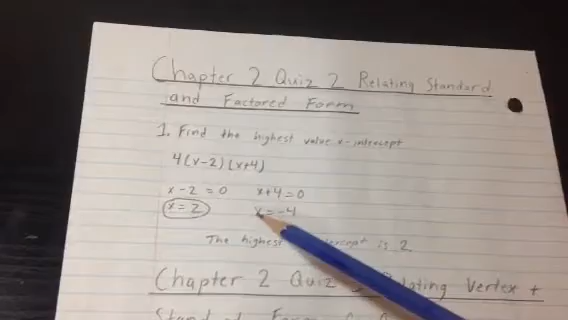 Chapter 2 Quiz 2 Relating Standard
and Factored Form
1. Find the highest value x-intercept
4(x-2)(x+4)
x-2=0 x+4=0
x=2 x=-4
The highest is 2
Chapter 2 Quiz Relating Vertex +
Form